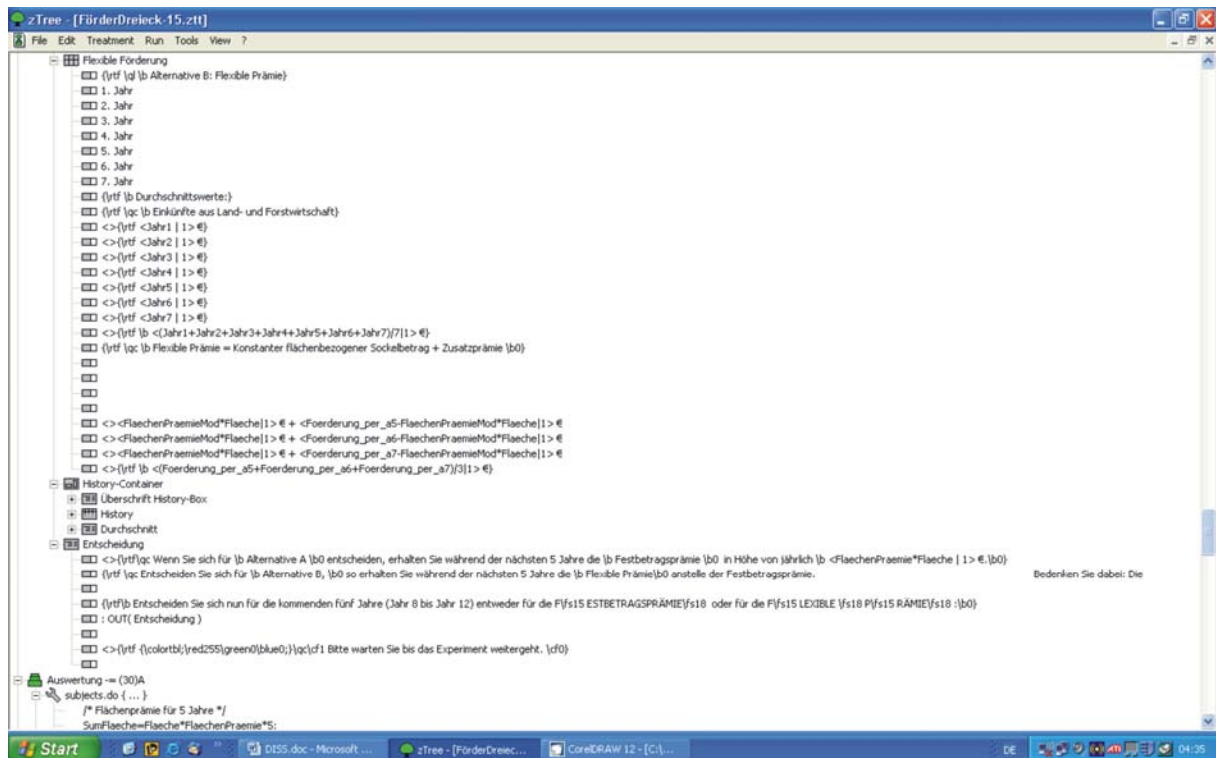 zTree - [FörderDreieck-15.ztt]
File Edit Treatment Run Tools View ?
Flexible Förderung
{\rtf \ql \b Alternative B: Flexible Prämie}
1. Jahr
2. Jahr
3. Jahr
4. Jahr
5. Jahr
6. Jahr
7. Jahr
{\rtf \b Durchschnittswerte:}
{\rtf \qc \b Einkünfte aus Land- und Forstwirtschaft}
<>{\rtf <Jahr1 | 1> €}
<>{\rtf <Jahr2 | 1> €}
<>{\rtf <Jahr3 | 1> €}
<>{\rtf <Jahr4 | 1> €}
<>{\rtf <Jahr5 | 1> €}
<>{\rtf <Jahr6 | 1> €}
<>{\rtf <Jahr7 | 1> €}
<>{\rtf \b <(Jahr1+Jahr2+Jahr3+Jahr4+Jahr5+Jahr6+Jahr7)/7|1> €}
{\rtf \qc \b Flexible Prämie = Konstanter flächenbezogener Sockelbetrag + Zusatzprämie \b0}
<><FlaechenPraemieMod*Flaeche|1> € + <Foerderung_per_a5-FlaechenPraemieMod*Flaeche|1> €
<><FlaechenPraemieMod*Flaeche|1> € + <Foerderung_per_a6-FlaechenPraemieMod*Flaeche|1> €
<><FlaechenPraemieMod*Flaeche|1> € + <Foerderung_per_a7-FlaechenPraemieMod*Flaeche|1> €
<>{\rtf \b <(Foerderung_per_a5+Foerderung_per_a6+Foerderung_per_a7)/3|1> €}
History-Container
Überschrift History-Box
History
Durchschnitt
Entscheidung
<>{\rtf\qc Wenn Sie sich für \b Alternative A \b0 entscheiden, erhalten Sie während der nächsten 5 Jahre die \b Festbetragsprämie \b0 in Höhe von jährlich \b <FlaechenPraemie*Flaeche | 1> €.\b0}
{\rtf \qc Entscheiden Sie sich für \b Alternative B, \b0 so erhalten Sie während der nächsten 5 Jahre die \b Flexible Prämie\b0 anstelle der Festbetragsprämie. Bedenken Sie dabei: Die
{\rtf\b Entscheiden Sie sich nun für die kommenden fünf Jahre (Jahr 8 bis Jahr 12) entweder für die F\fs15 ESTBETRAGSPRÄMIE\fs18 oder für die F\fs15 LEXIBLE \fs18 P\fs15 RÄMIE\fs18 :\b0}
: OUT( Entscheidung )
<>{\rtf {\colortbl;\red255\green0\blue0;}\qc\cf1 Bitte warten Sie bis das Experiment weitergeht. \cf0}
Auswertung -= (30)A
subjects.do { ... }
/* Flächenprämie für 5 Jahre */
SumFlaeche=Flaeche*FlaechenPraemie*5;
Start DISS.doc - Microsoft ... zTree - [FörderDreiec... CorelDRAW 12 - [C:\... DE 04:35